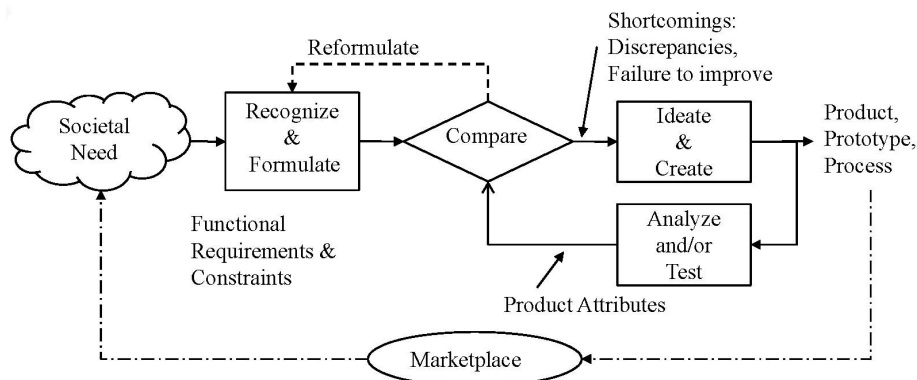 Shortcomings:
Discrepancies,
Failure to improve
Reformulate
Societal
Need
Recognize
&
Formulate
Compare
Ideate
&
Create
Product,
Prototype,
Process
Functional
Requirements &
Constraints
Analyze
and/or
Test
Product Attributes
Marketplace